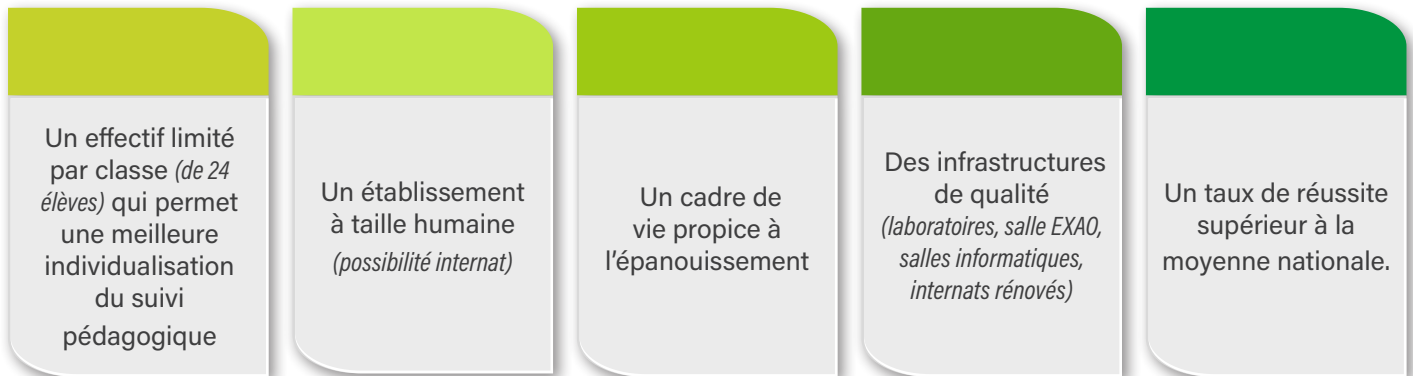 Un effectif limité
par classe (de 24
élèves) qui permet
une meilleure
individualisation
du suivi
pédagogique
Un établissement
à taille humaine
(possibilité internat)
Un cadre de
vie propice à
l'épanouissement
Des infrastructures
de qualité
(laboratoires, salle EXAO,
salles informatiques,
internats rénovés)
Un taux de réussite
supérieur à la
moyenne nationale.